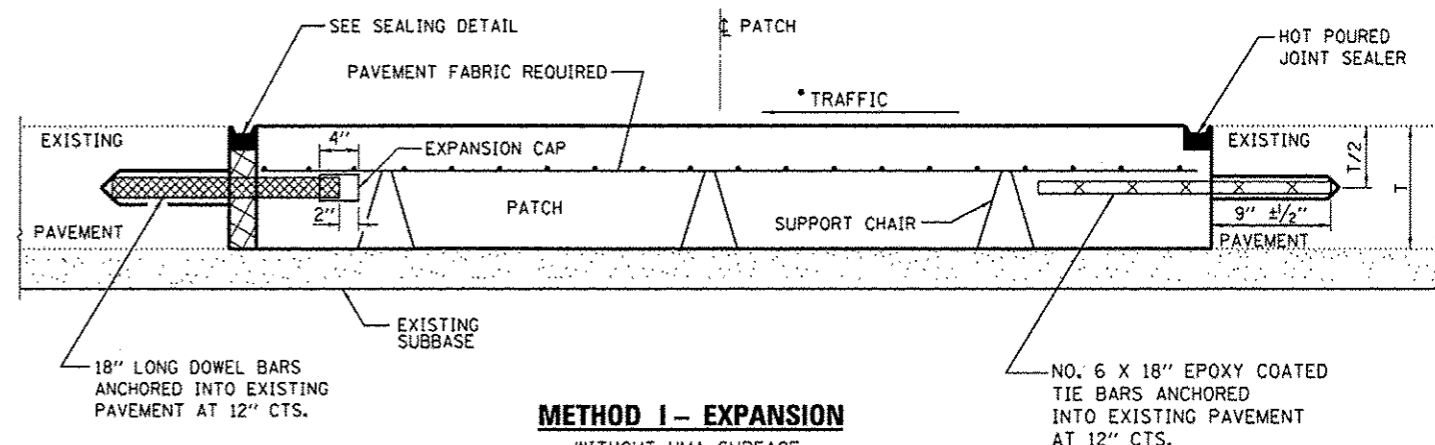 SEE SEALING DETAIL
℄ PATCH
HOT POURED
JOINT SEALER
PAVEMENT FABRIC REQUIRED
* TRAFFIC
EXISTING
4"
EXPANSION CAP
EXISTING
T/2
T
PATCH
2"
SUPPORT CHAIR
9" ±1/2"
PAVEMENT
PAVEMENT
EXISTING
SUBBASE
18" LONG DOWEL BARS
ANCHORED INTO EXISTING
PAVEMENT AT 12" CTS.
NO. 6 X 18" EPOXY COATED
TIE BARS ANCHORED
INTO EXISTING PAVEMENT
AT 12" CTS.
METHOD I – EXPANSION
WITHOUT HMA SURFACE